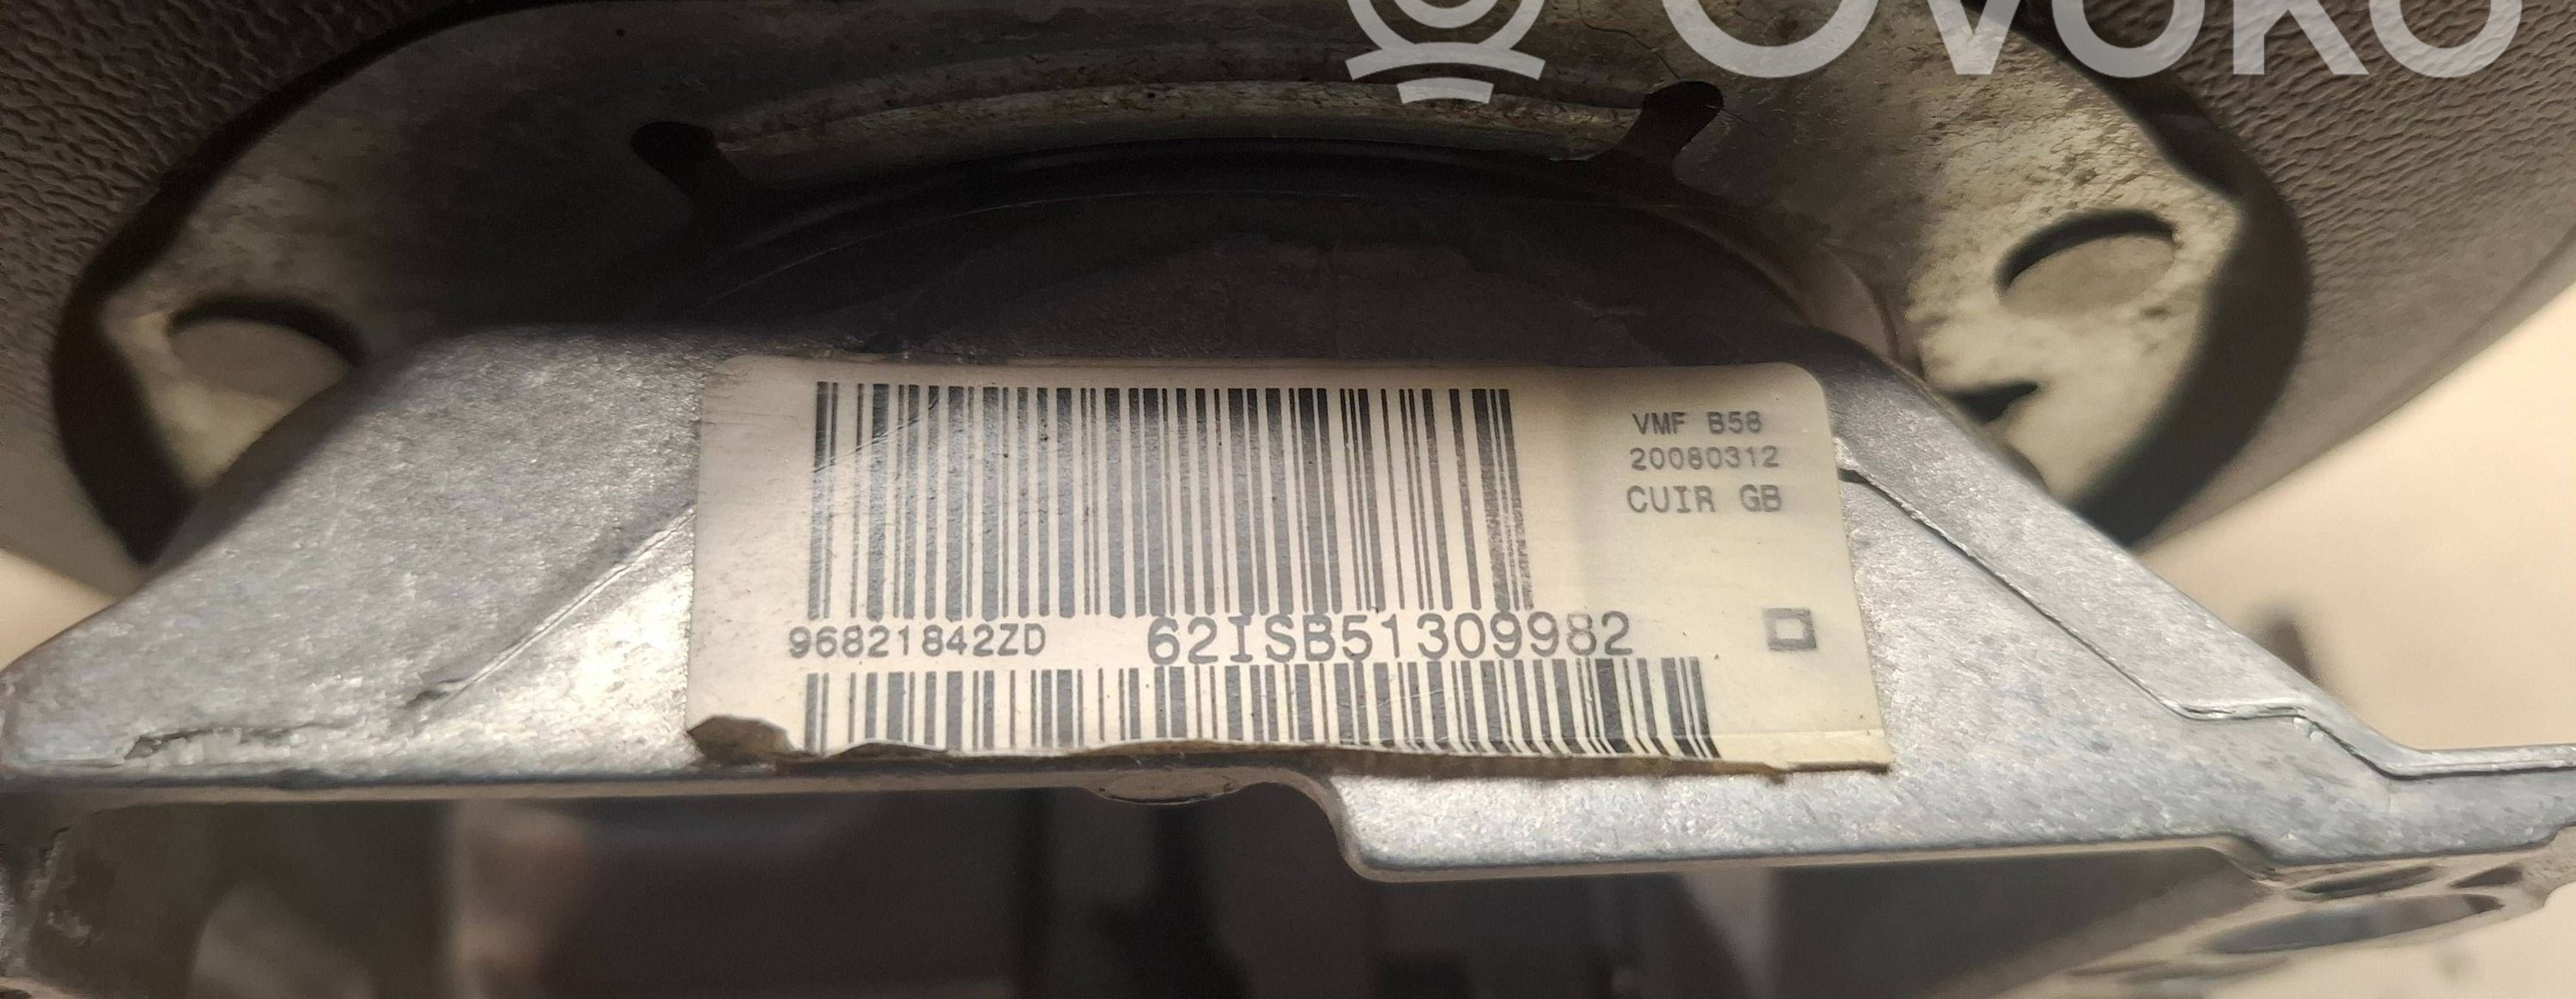 OVOKO
VMF B58
20080312
CUIR GB
96821842ZD 62ISB51309982